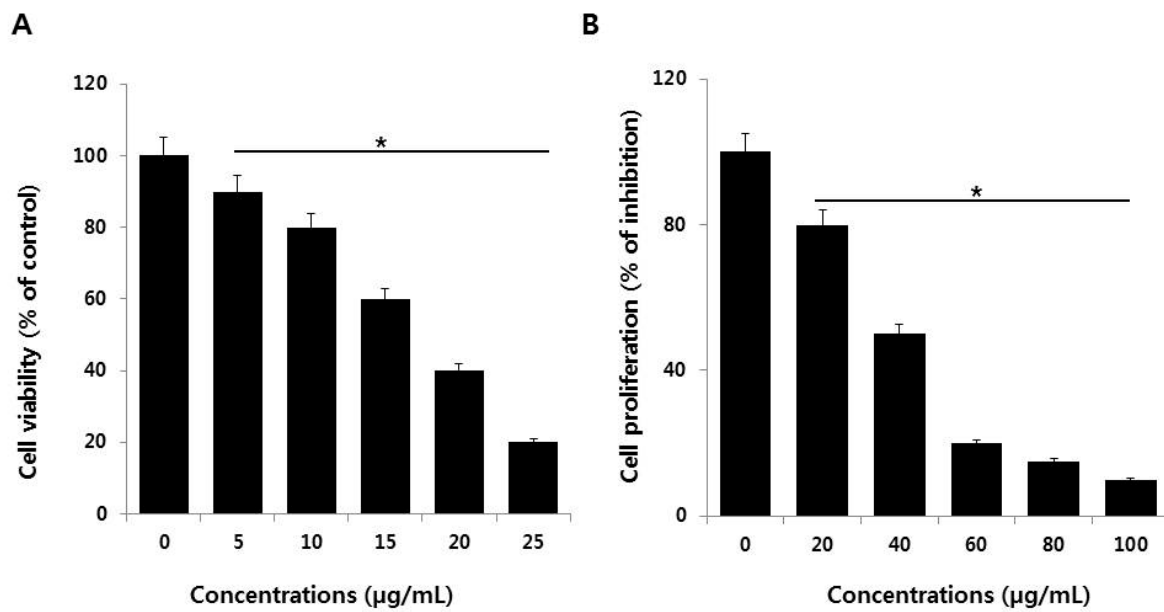 A
Cell viability (% of control)
120
100
80
60
40
20
0
*
0 5 10 15 20 25
Concentrations (µg/mL)
B
Cell proliferation (% of inhibition)
120
80
40
0
*
0 20 40 60 80 100
Concentrations (µg/mL)